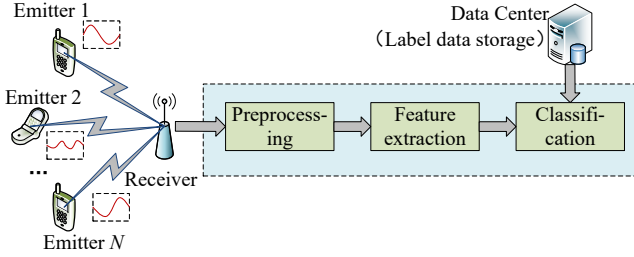 Emitter 1
Data Center
（Label data storage）
Emitter 2
Preprocess-
ing
Feature
extraction
Classifi-
cation
...
Receiver
Emitter N